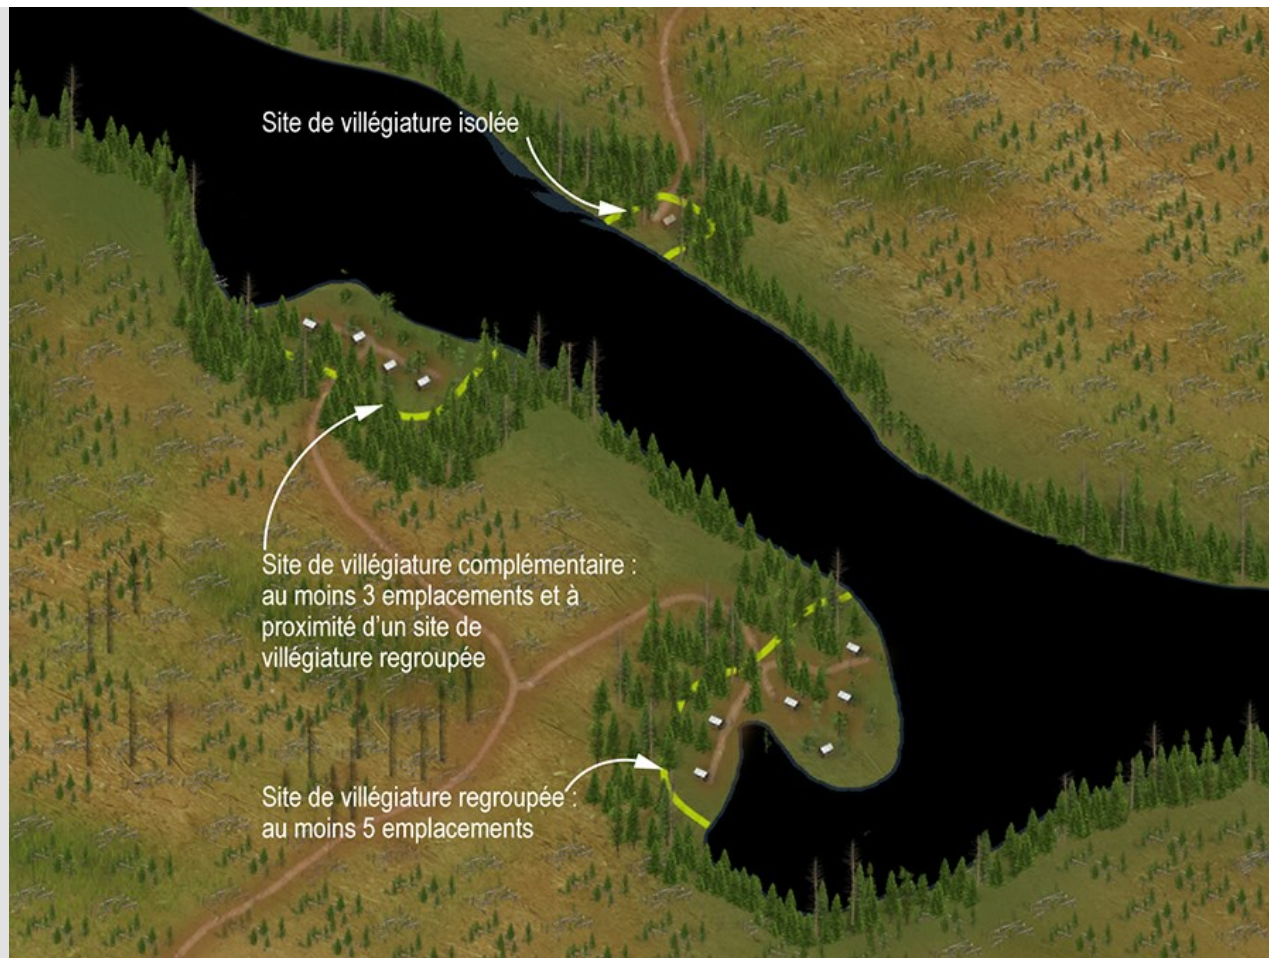 Site de villégiature isolée
Site de villégiature complémentaire :
au moins 3 emplacements et à
proximité d'un site de
villégiature regroupée
Site de villégiature regroupée :
au moins 5 emplacements